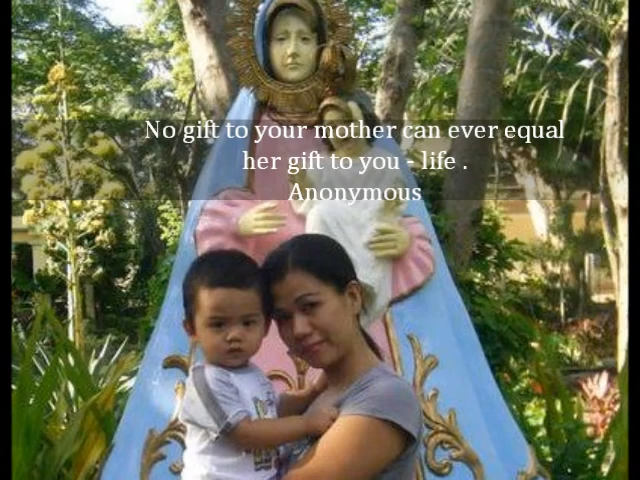 No gift to your mother can ever equal
her gift to you - life .
Anonymous